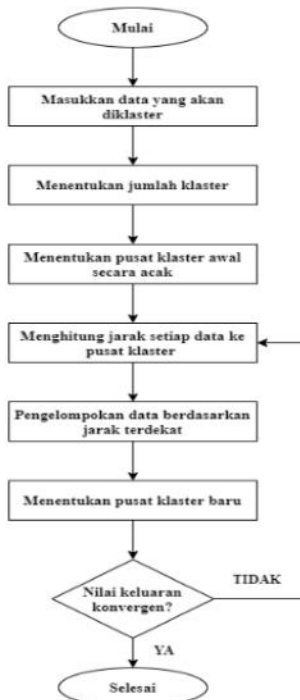 Mulai
Masukkan data yang akan
diklaster
Menentukan jumlah klaster
Menentukan pusat klaster awal
secara acak
Menghitung jarak setiap data ke
pusat klaster
Pengelompokan data berdasarkan
jarak terdekat
Menentukan pusat klaster baru
Nilai keluaran
konvergen?
TIDAK
YA
Selesai